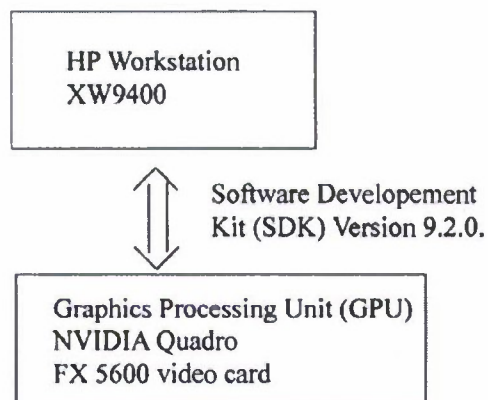 HP Workstation
XW9400
Software Developement
Kit (SDK) Version 9.2.0.
Graphics Processing Unit (GPU)
NVIDIA Quadro
FX 5600 video card